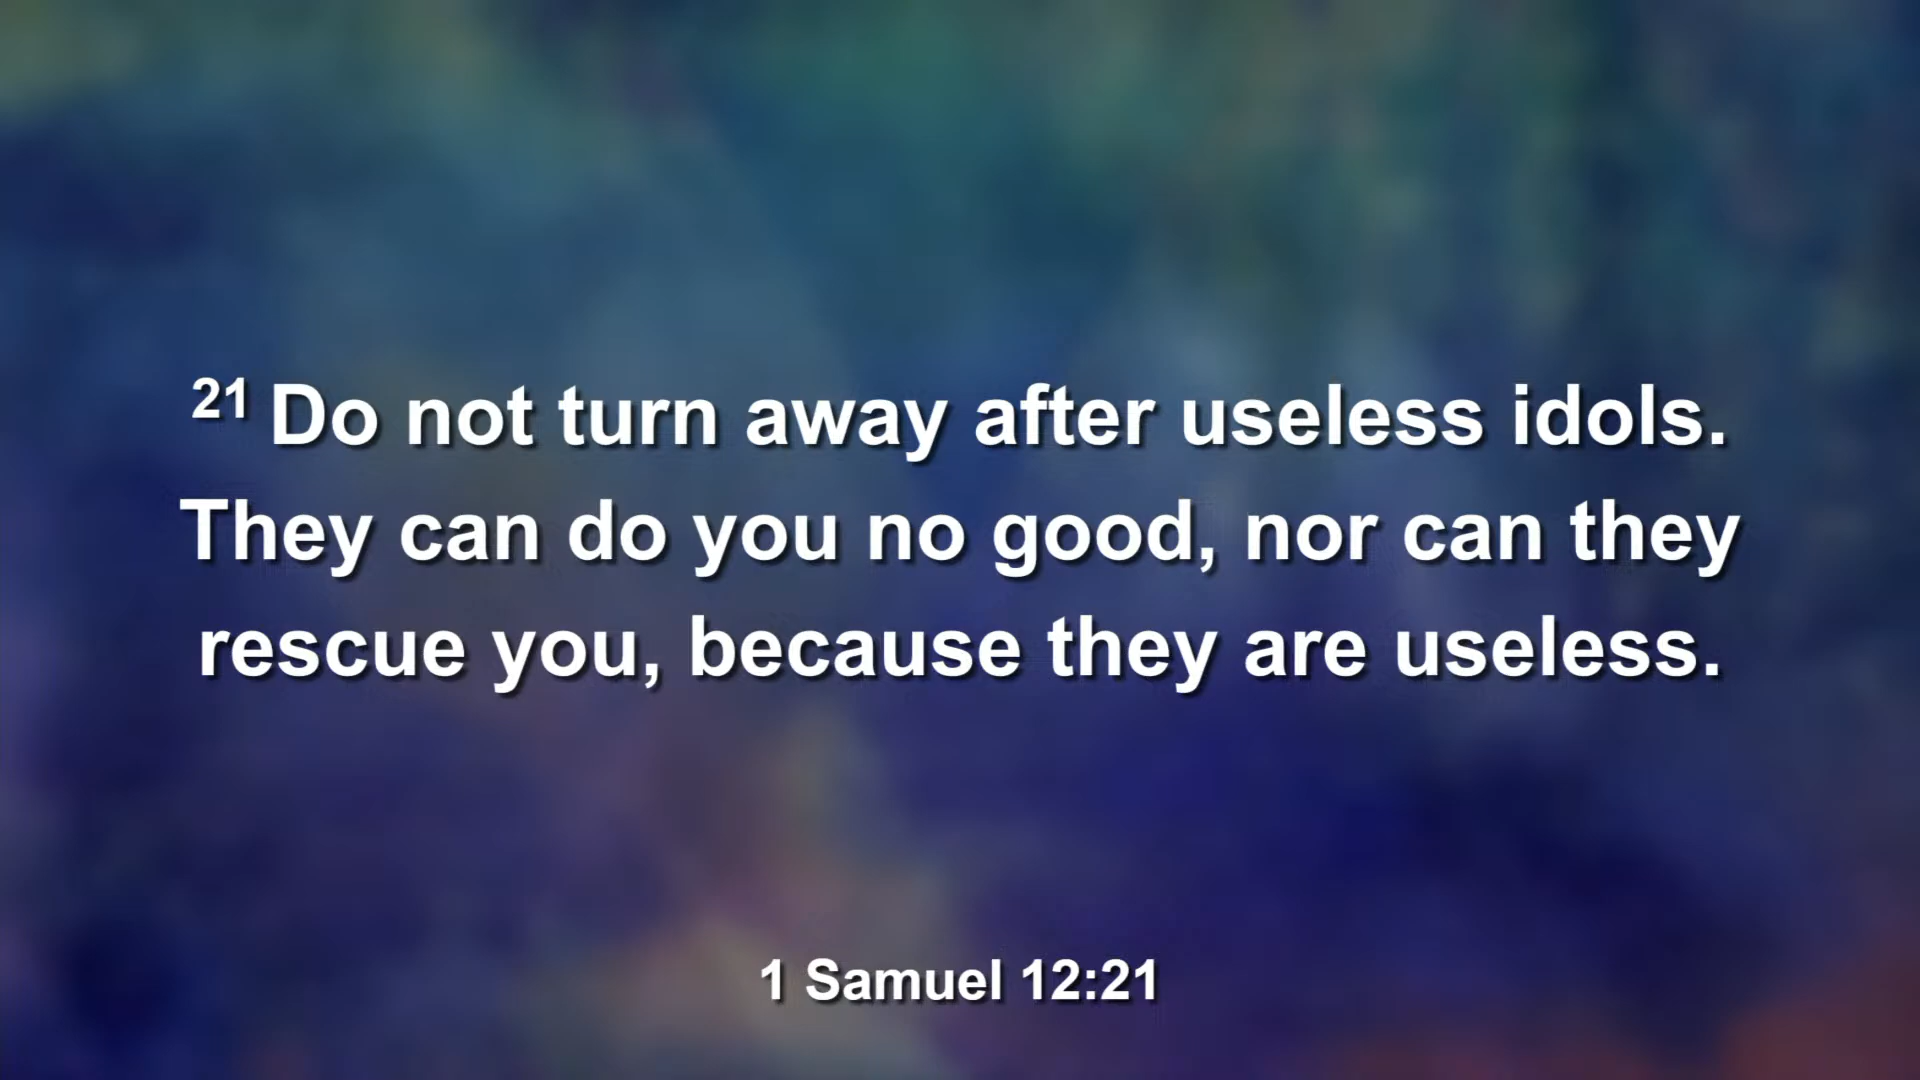 21 Do not turn away after useless idols.
They can do you no good, nor can they
rescue you, because they are useless.
1 Samuel 12:21